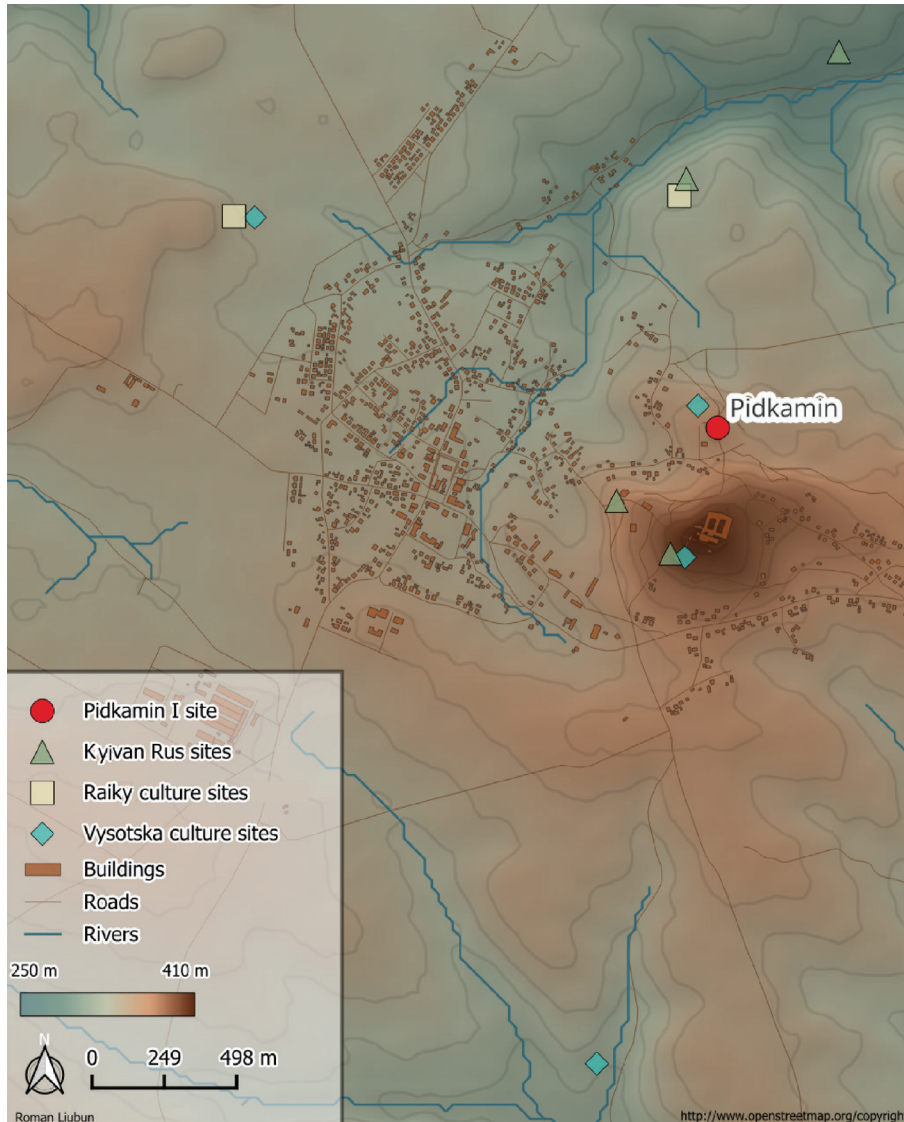 Pidkamin
Pidkamin I site
Kyivan Rus sites
Raiky culture sites
Vysotska culture sites
Buildings
Roads
Rivers
250 m 410 m
N
0 249 498 m
Roman Liubun
http://www.openstreetmap.org/copyrigh